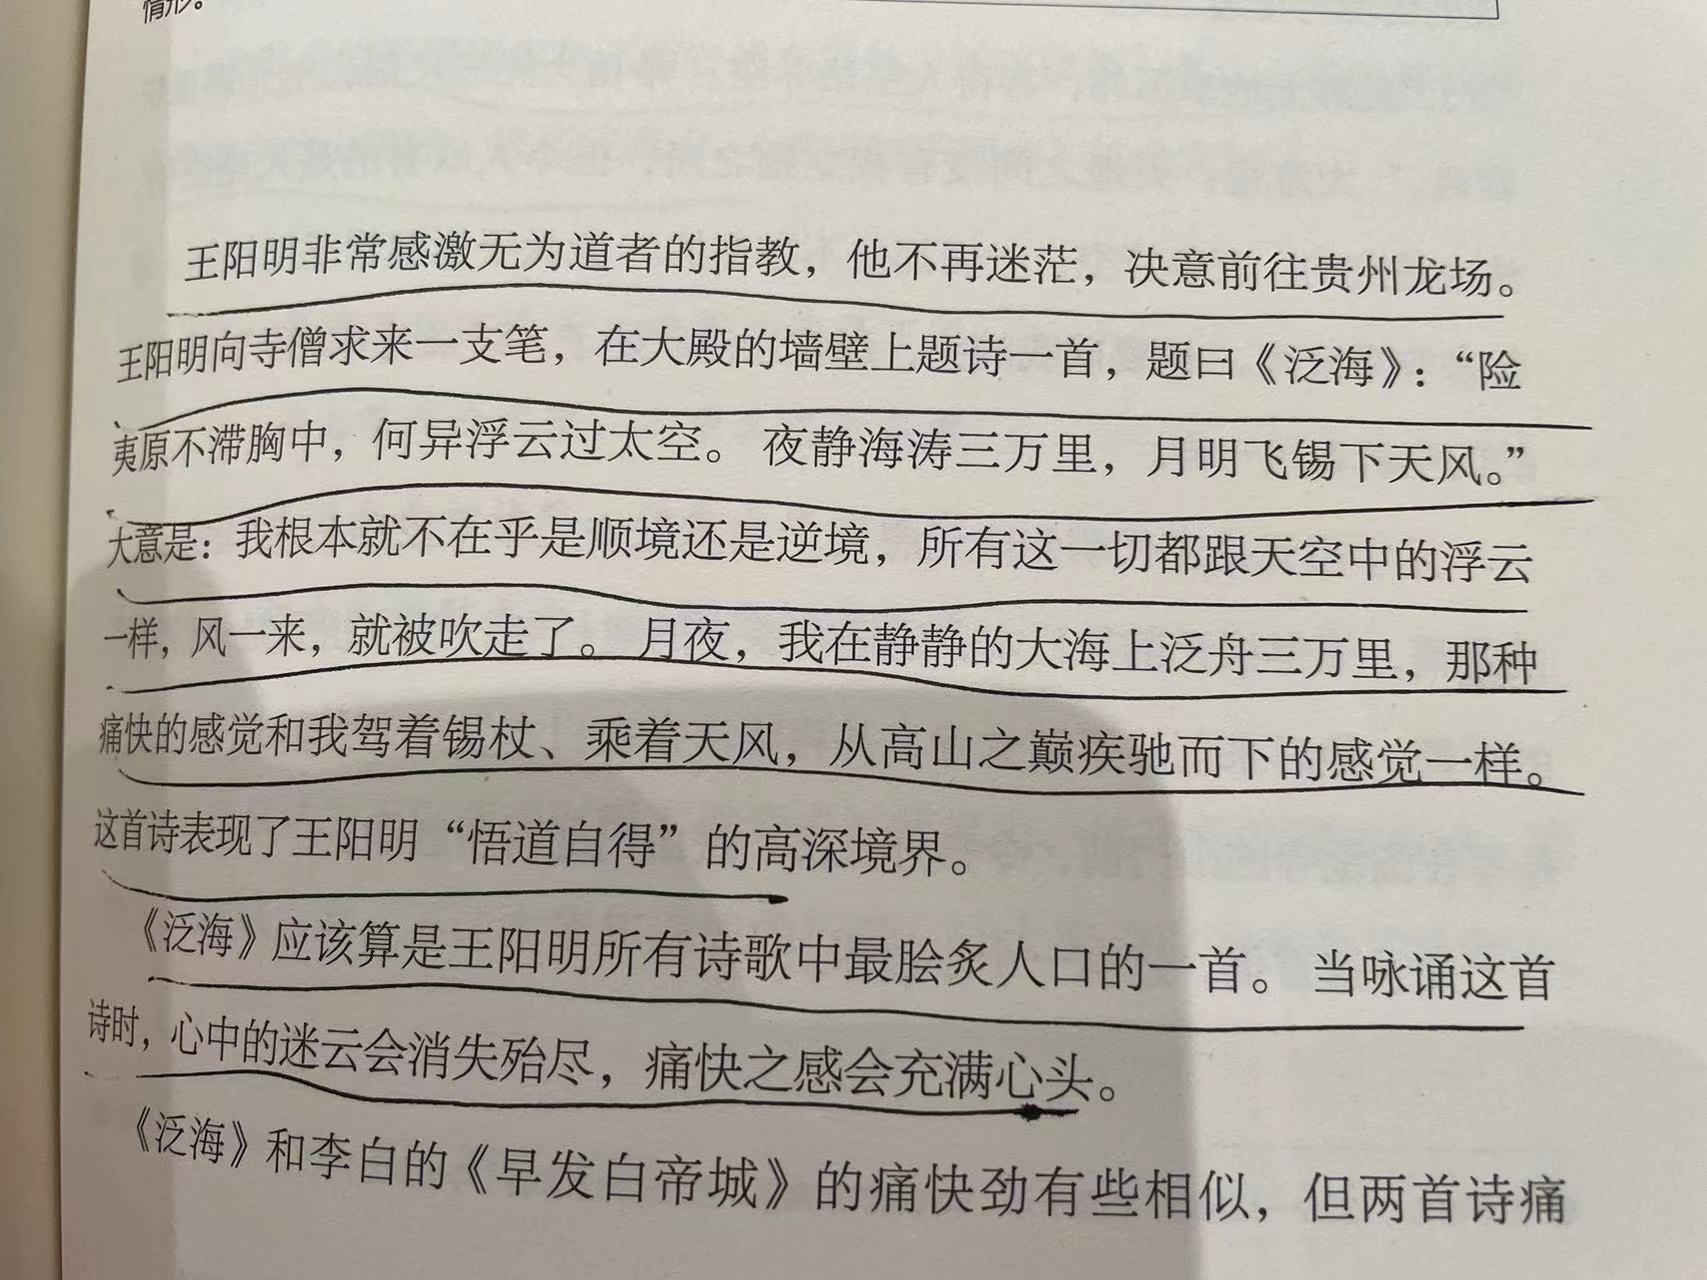 情形。
王阳明非常感激无为道者的指教，他不再迷茫，决意前往贵州龙场。
王阳明向寺僧求来一支笔，在大殿的墙壁上题诗一首，题曰《泛海》：“险
夷原不滞胸中，何异浮云过太空。夜静海涛三万里，月明飞锡下天风。”
大意是：我根本就不在乎是顺境还是逆境，所有这一切都跟天空中的浮云
一样，风一来，就被吹走了。月夜，我在静静的大海上泛舟三万里，那种
痛快的感觉和我驾着锡杖、乘着天风，从高山之巅疾驰而下的感觉一样。
这首诗表现了王阳明“悟道自得”的高深境界。
《泛海》应该算是王阳明所有诗歌中最脍炙人口的一首。当咏诵这首
诗时，心中的迷云会消失殆尽，痛快之感会充满心头。
《泛海》和李白的《早发白帝城》的痛快劲有些相似，但两首诗痛